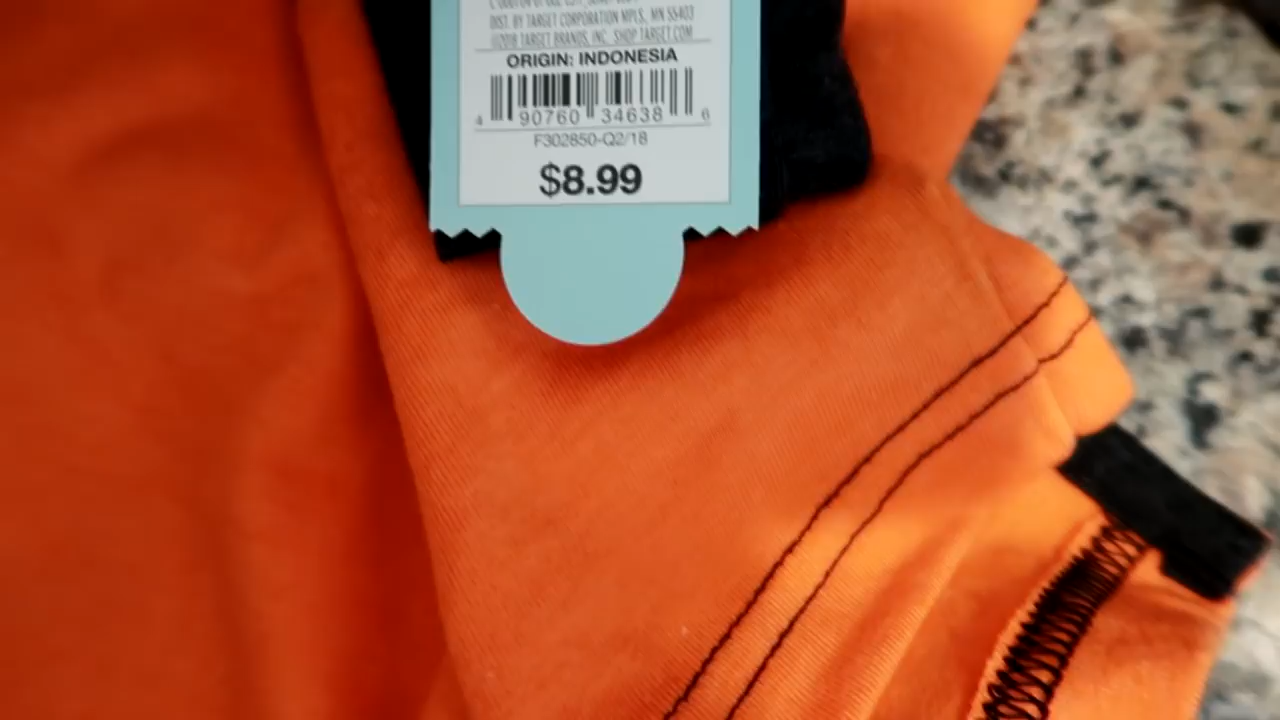 DIST. BY TARGET CORPORATION MPLS, MN 55403
©2018 TARGET BRANDS, INC. SHOP TARGET.COM
ORIGIN: INDONESIA
4 90760 34638 6
F302850-Q2/18
$8.99